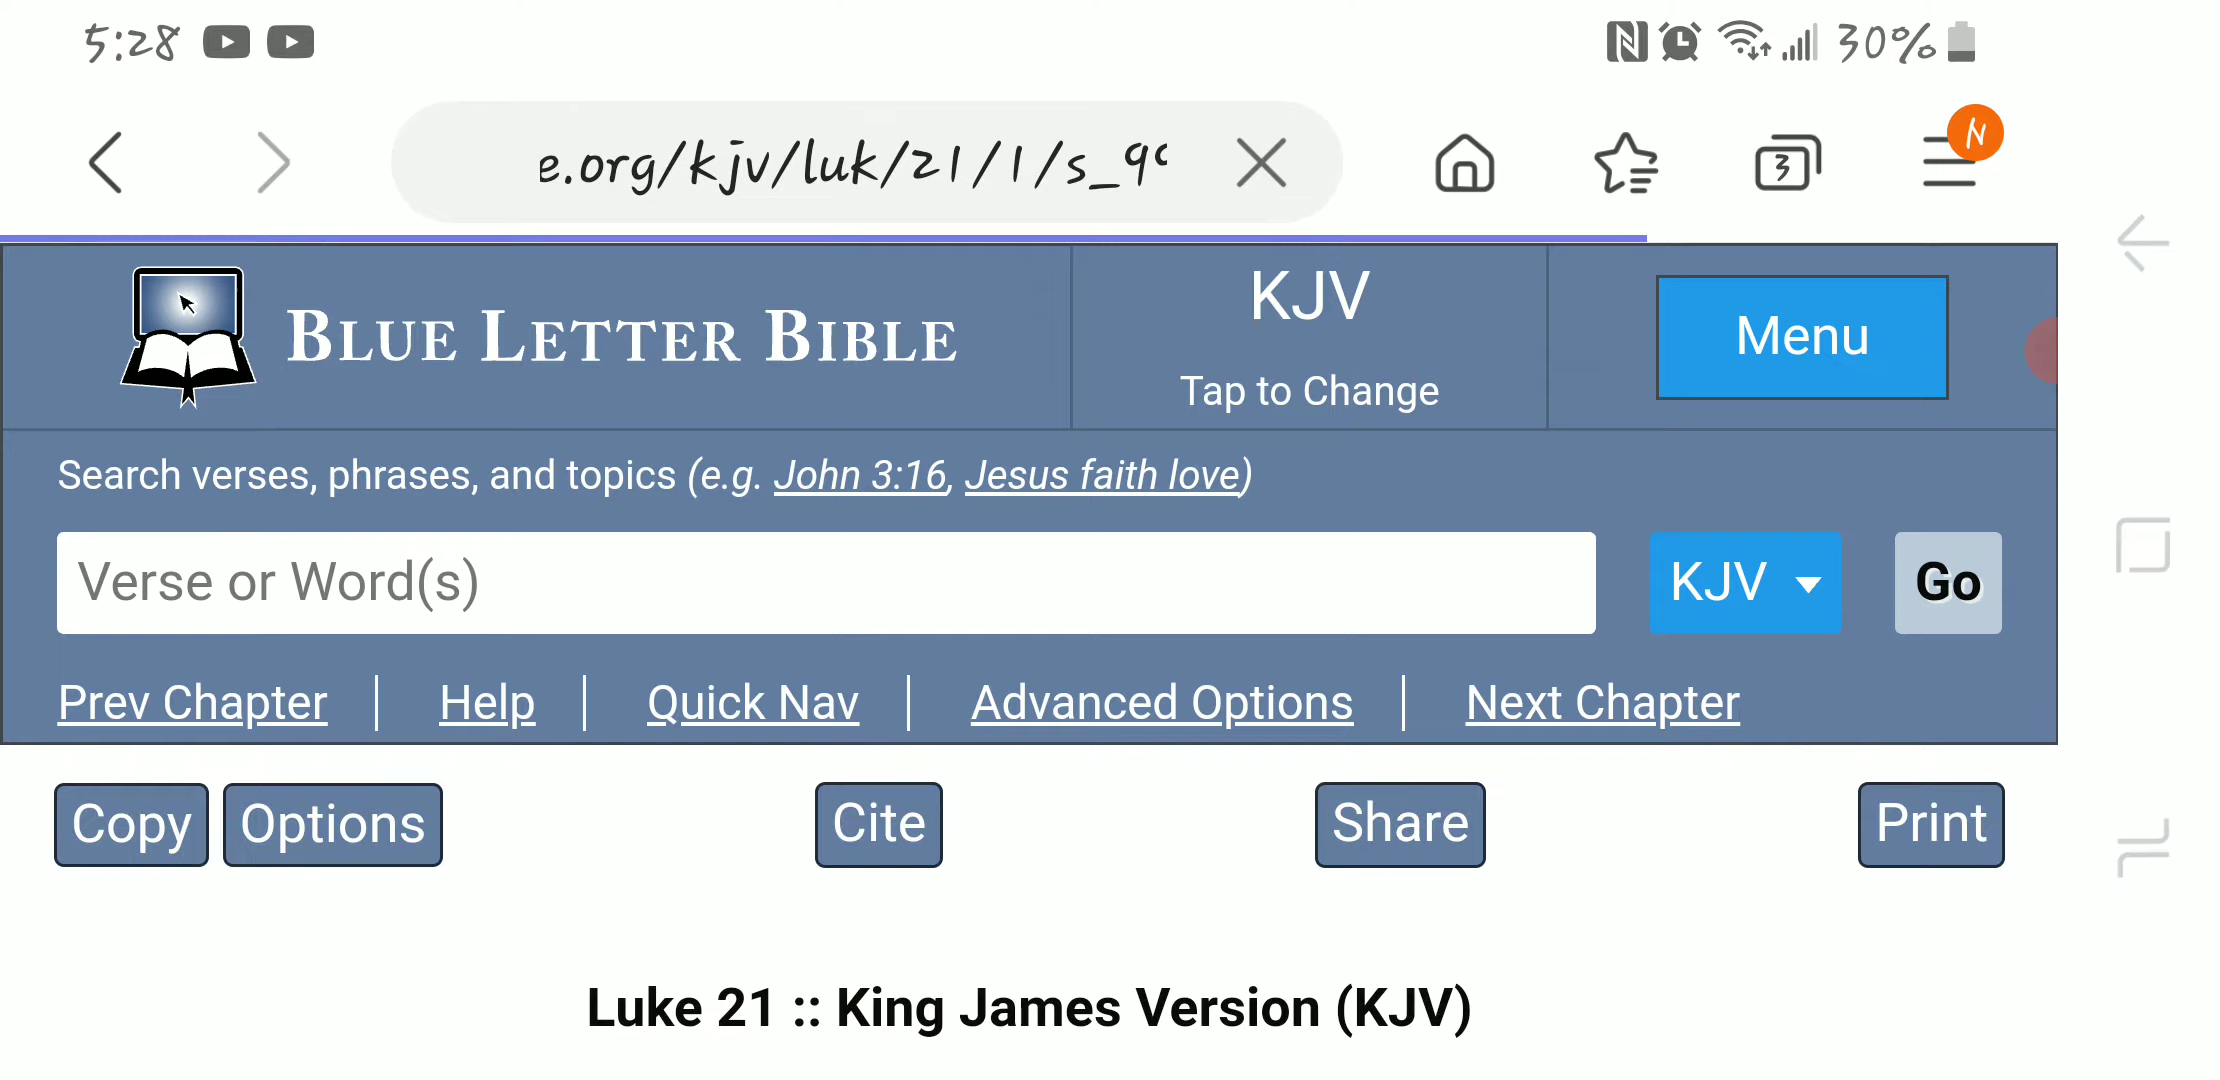 5:28 30%
e.org/kjv/luk/21/1/s_99 3 N
BLUE LETTER BIBLE KJV Menu
Tap to Change
Search verses, phrases, and topics (e.g. John 3:16, Jesus faith love)
Verse or Word(s) KJV Go
Prev Chapter | Help | Quick Nav | Advanced Options | Next Chapter
Copy Options Cite Share Print
Luke 21 :: King James Version (KJV)